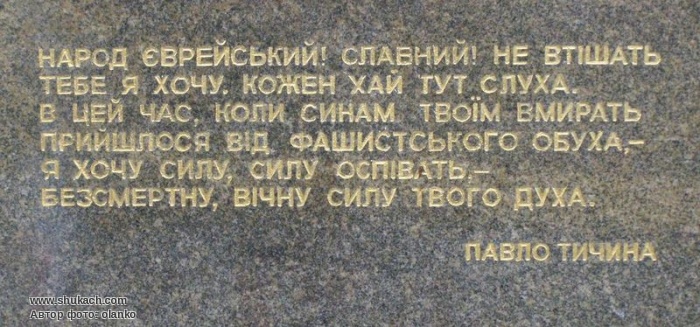 НАРОД ЄВРЕЙСЬКИЙ! СЛАВНИЙ! НЕ ВТІШАТЬ
ТЕБЕ Я ХОЧУ. КОЖЕН ХАЙ ТУТ СЛУХА.
В ЦЕЙ ЧАС, КОЛИ СИНАМ ТВОЇМ ВМИРАТЬ
ПРИЙШЛОСЯ ВІД ФАШИСТСЬКОГО ОБУХА,–
Я ХОЧУ СИЛУ, СИЛУ ОСПІВАТЬ,–
БЕЗСМЕРТНУ, ВІЧНУ СИЛУ ТВОГО ДУХА.
ПАВЛО ТИЧИНА
www.shukach.com
Автор фото: olanko